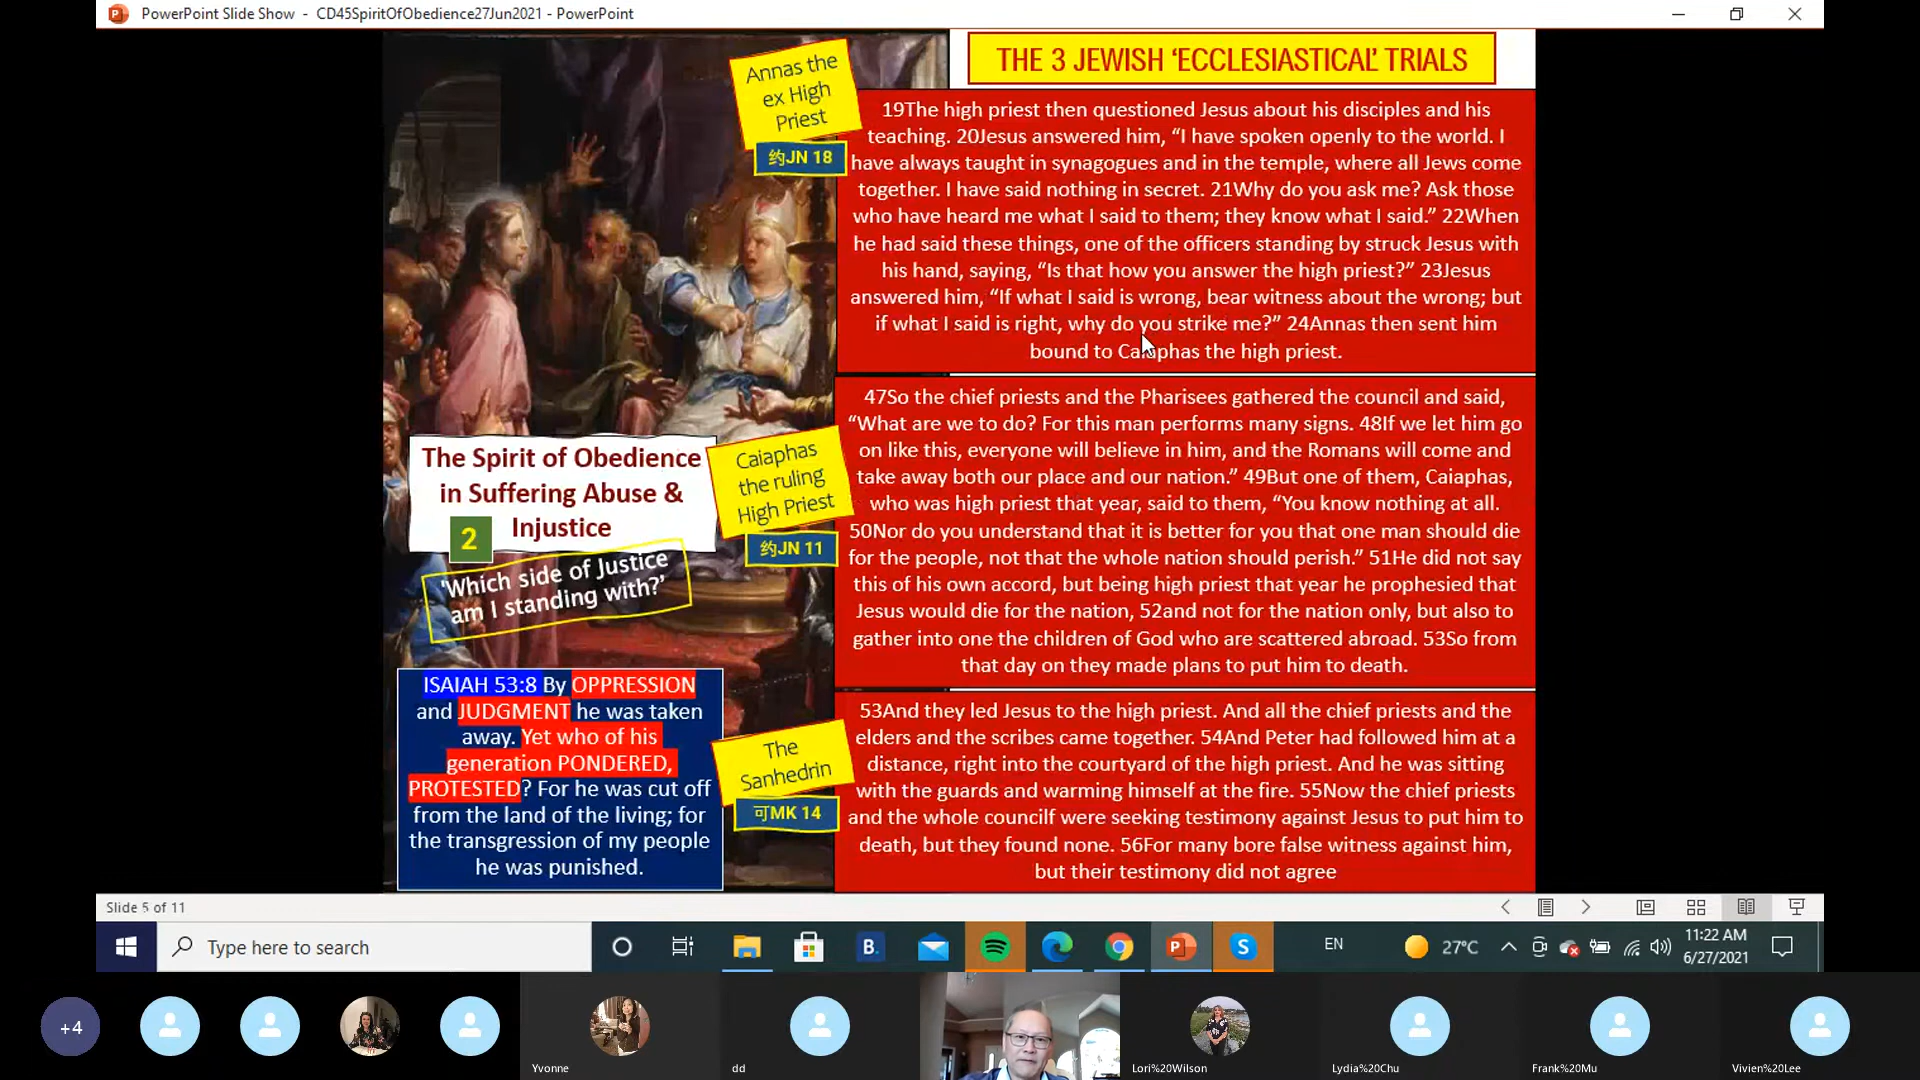 PowerPoint Slide Show - CD45SpiritOfObedience27Jun2021 - PowerPoint
THE 3 JEWISH ‘ECCLESIASTICAL’ TRIALS
Annas the
ex High
Priest
约JN 18
19The high priest then questioned Jesus about his disciples and his
teaching. 20Jesus answered him, “I have spoken openly to the world. I
have always taught in synagogues and in the temple, where all Jews come
together. I have said nothing in secret. 21Why do you ask me? Ask those
who have heard me what I said to them; they know what I said.” 22When
he had said these things, one of the officers standing by struck Jesus with
his hand, saying, “Is that how you answer the high priest?” 23Jesus
answered him, “If what I said is wrong, bear witness about the wrong; but
if what I said is right, why do you strike me?” 24Annas then sent him
bound to Caiaphas the high priest.
The Spirit of Obedience
in Suffering Abuse &
2 Injustice
'Which side of Justice
am I standing with?’
Caiaphas
the ruling
High Priest
约JN 11
47So the chief priests and the Pharisees gathered the council and said,
“What are we to do? For this man performs many signs. 48If we let him go
on like this, everyone will believe in him, and the Romans will come and
take away both our place and our nation.” 49But one of them, Caiaphas,
who was high priest that year, said to them, “You know nothing at all.
50Nor do you understand that it is better for you that one man should die
for the people, not that the whole nation should perish.” 51He did not say
this of his own accord, but being high priest that year he prophesied that
Jesus would die for the nation, 52and not for the nation only, but also to
gather into one the children of God who are scattered abroad. 53So from
that day on they made plans to put him to death.
ISAIAH 53:8 By OPPRESSION
and JUDGMENT he was taken
away. Yet who of his
generation PONDERED,
PROTESTED? For he was cut off
from the land of the living; for
the transgression of my people
he was punished.
The
Sanhedrin
可MK 14
53And they led Jesus to the high priest. And all the chief priests and the
elders and the scribes came together. 54And Peter had followed him at a
distance, right into the courtyard of the high priest. And he was sitting
with the guards and warming himself at the fire. 55Now the chief priests
and the whole councilf were seeking testimony against Jesus to put him to
death, but they found none. 56For many bore false witness against him,
but their testimony did not agree
Slide 5 of 11
Type here to search
B.
EN
27°C
11:22 AM
6/27/2021
+4
Yvonne
dd
Lori%20Wilson
Lydia%20Chu
Frank%20Mu
Vivien%20Lee